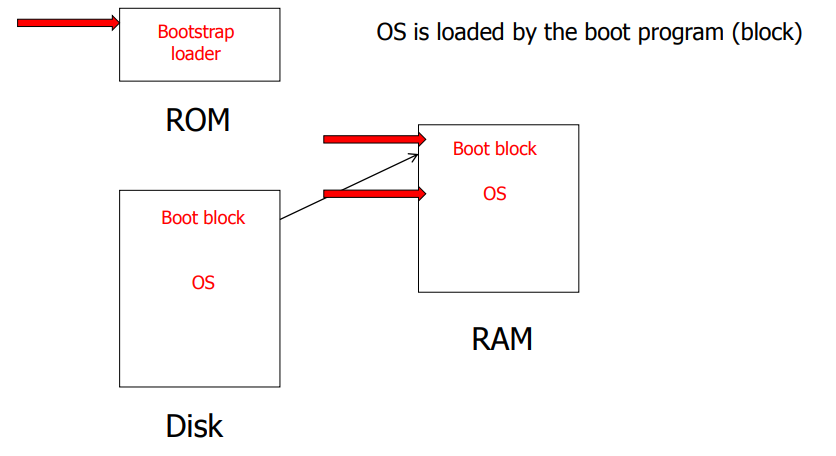 Bootstrap
loader
OS is loaded by the boot program (block)
ROM
Boot block
OS
RAM
Boot block
OS
Disk